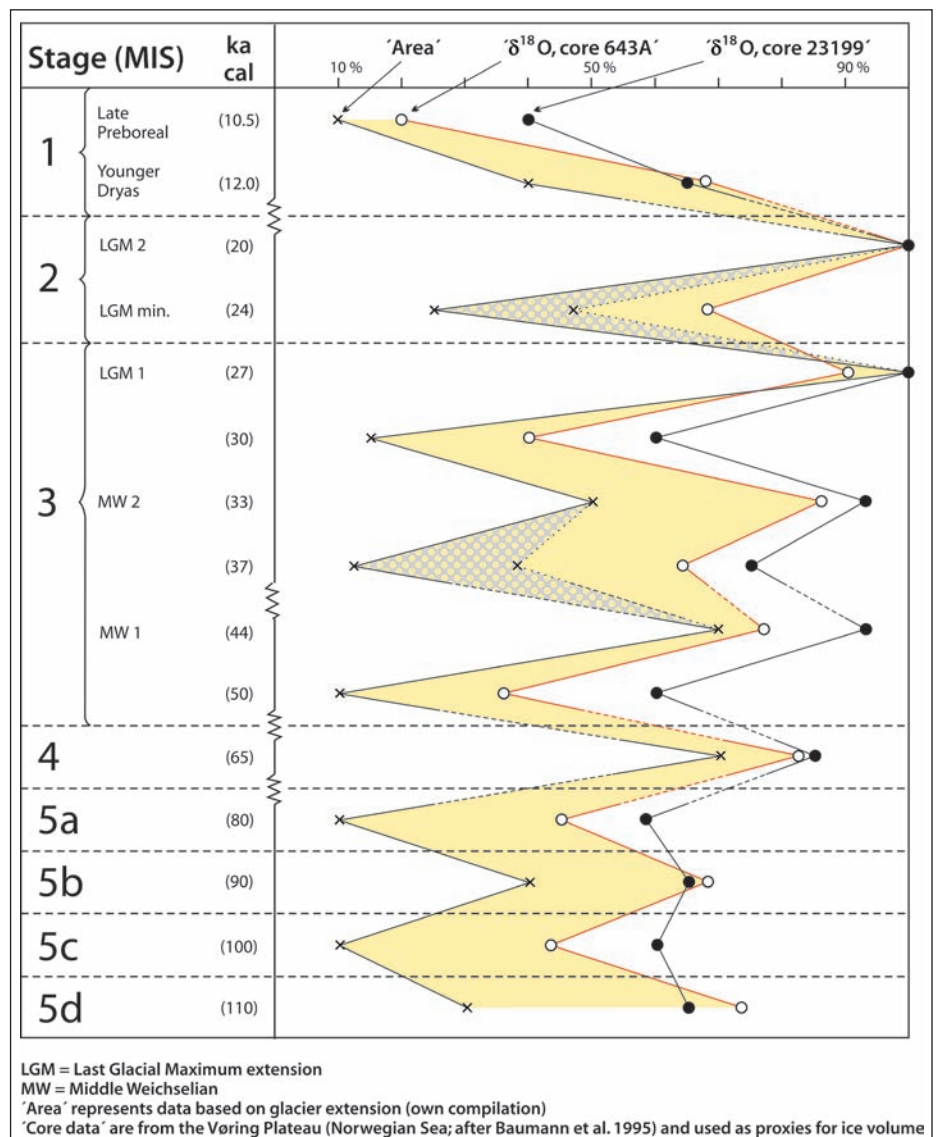 Stage (MIS) ka cal ´Area´ ´δ¹⁸O, core 643A´ ´δ¹⁸O, core 23199´
10 % 50 % 90 %
1 Late Preboreal (10.5)
Younger Dryas (12.0)
2 LGM 2 (20)
LGM min. (24)
3 LGM 1 (27)
(30)
MW 2 (33)
(37)
MW 1 (44)
(50)
4 (65)
5a (80)
5b (90)
5c (100)
5d (110)
LGM = Last Glacial Maximum extension
MW = Middle Weichselian
´Area´ represents data based on glacier extension (own compilation)
´Core data´ are from the Vøring Plateau (Norwegian Sea; after Baumann et al. 1995) and used as proxies for ice volume